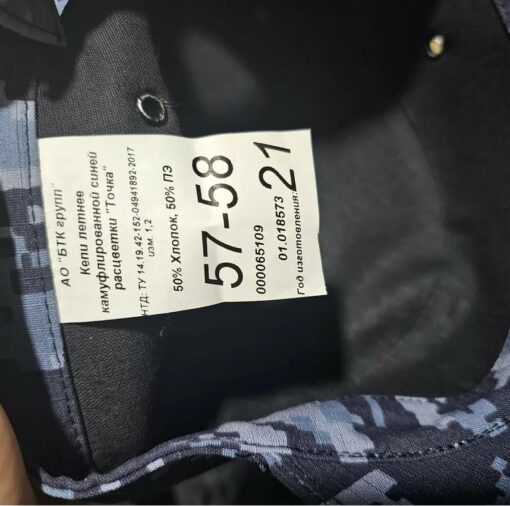 АО "БТК групп"
Кепи летнее
камуфлированной синей
расцветки "Точка"
НТД: ТУ 14.19.42-152-04941892-2017
изм. 1,2
50% Хлопок, 50% ПЭ
57-58
000065109
01.018573
Год изготовления: 21